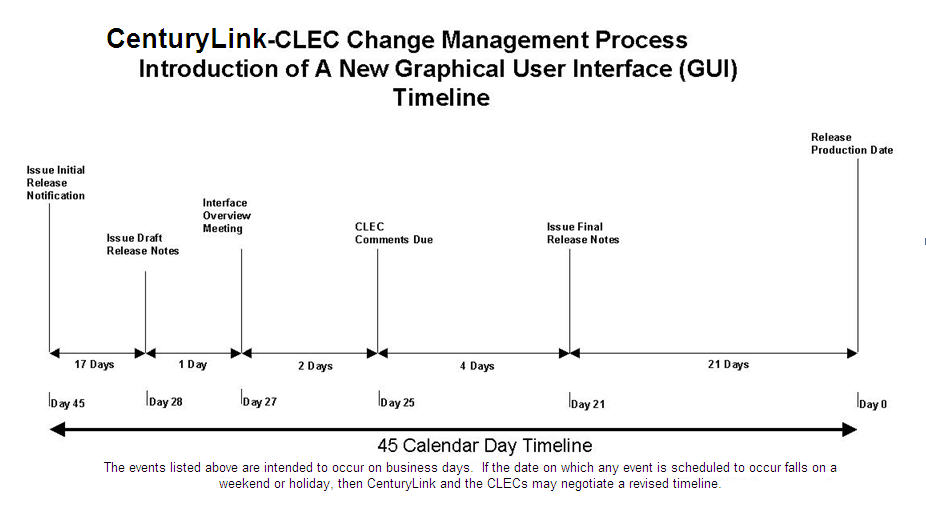 CenturyLink-CLEC Change Management Process
Introduction of A New Graphical User Interface (GUI)
Timeline
Release
Production Date
Issue Initial
Release
Notification
Interface
Overview
Meeting
CLEC
Comments Due
Issue Final
Release Notes
Issue Draft
Release Notes
17 Days
1 Day
2 Days
4 Days
21 Days
Day 45
Day 28
Day 27
Day 25
Day 21
Day 0
45 Calendar Day Timeline
The events listed above are intended to occur on business days. If the date on which any event is scheduled to occur falls on a
weekend or holiday, then CenturyLink and the CLECs may negotiate a revised timeline.